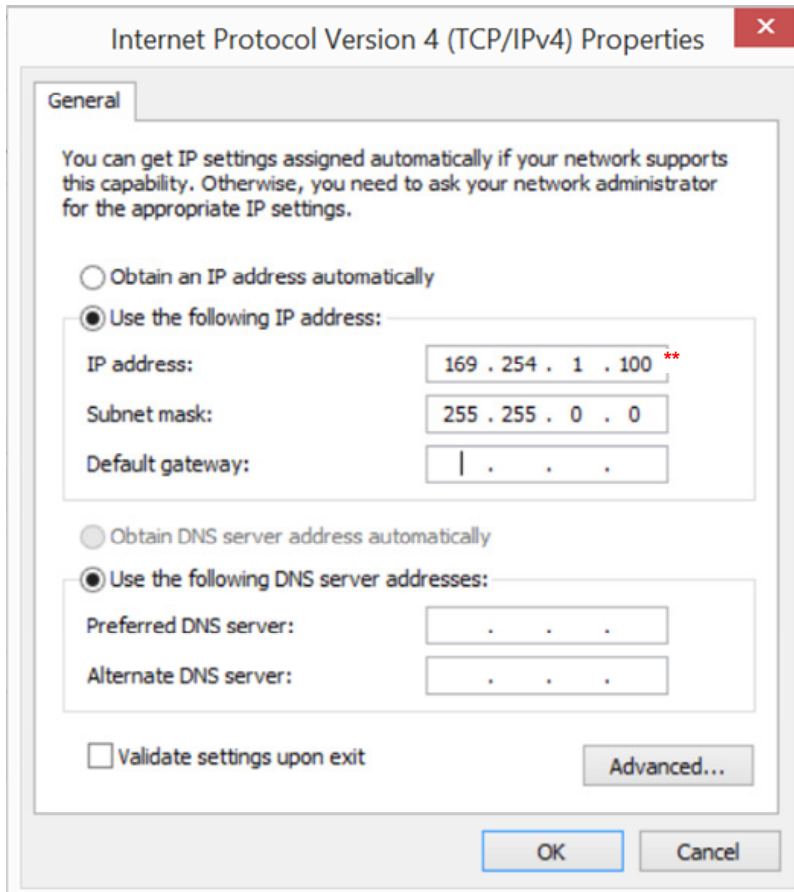 Internet Protocol Version 4 (TCP/IPv4) Properties
General
You can get IP settings assigned automatically if your network supports
this capability. Otherwise, you need to ask your network administrator
for the appropriate IP settings.
Obtain an IP address automatically
Use the following IP address:
IP address: 169 . 254 . 1 . 100 **
Subnet mask: 255 . 255 . 0 . 0
Default gateway: . . .
Obtain DNS server address automatically
Use the following DNS server addresses:
Preferred DNS server: . . .
Alternate DNS server: . . .
Validate settings upon exit
Advanced...
OK Cancel